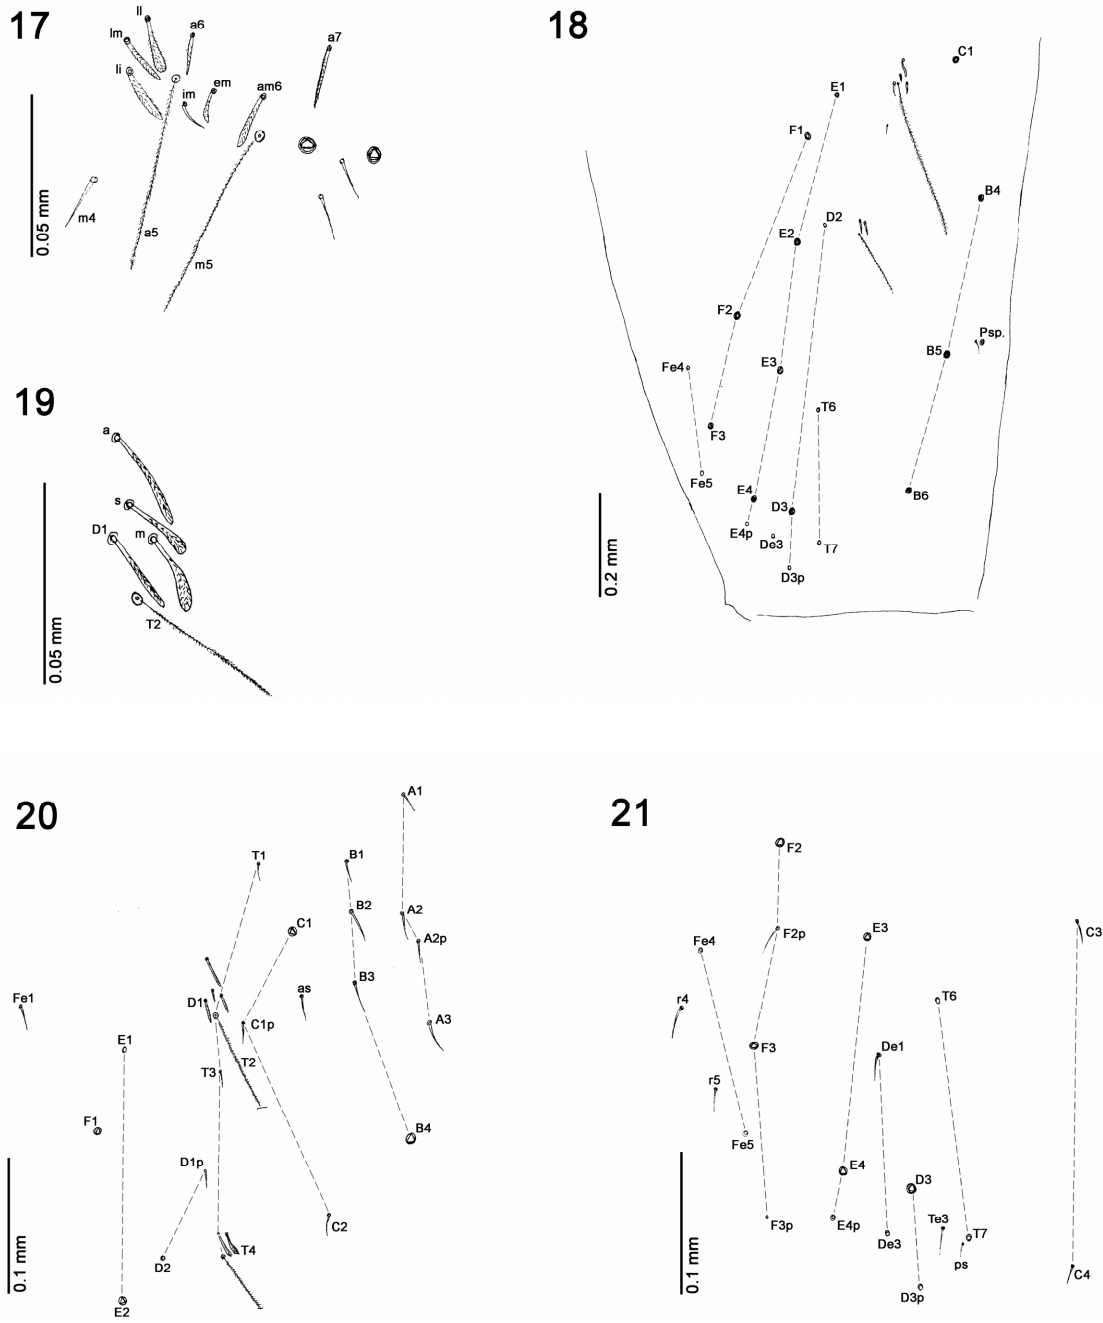 17
ll
a6
lm
a7
li
em
im
am6
m4
a5
m5
0.05 mm
18
C1
E1
F1
B4
D2
E2
F2
Psp.
B5
E3
Fe4
T6
F3
Fe5
E4
B6
D3
E4p
De3
T7
D3p
0.2 mm
19
a
s
D1
m
T2
0.05 mm
20
A1
T1
B1
B2
A2
C1
A2p
B3
as
Fe1
D1
C1p
A3
E1
T2
T3
F1
B4
D1p
C2
T4
D2
E2
0.1 mm
21
F2
Fe4
F2p
E3
C3
r4
T6
F3
De1
r5
Fe5
E4
D3
F3p
E4p
Te3
T7
De3
ps
C4
D3p
0.1 mm